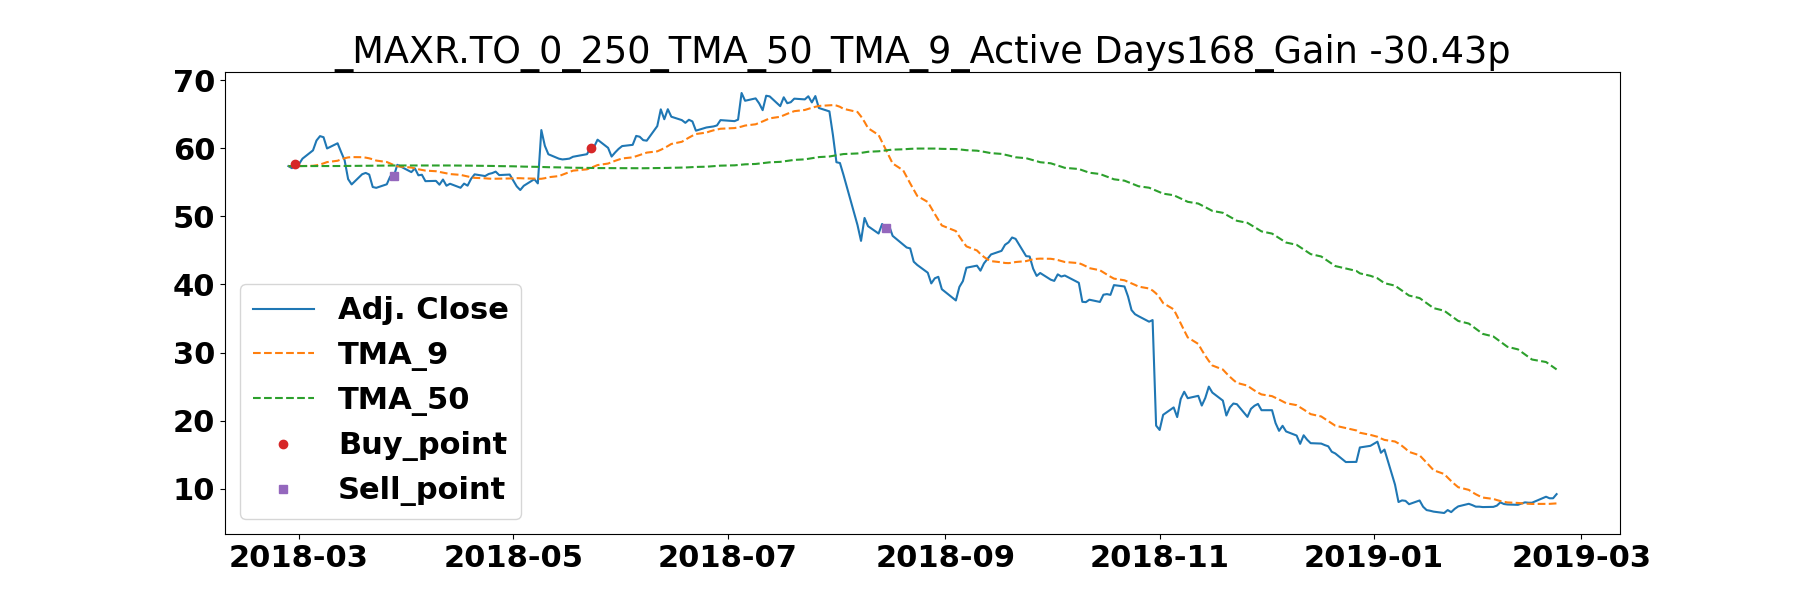 _MAXR.TO_0_250_TMA_50_TMA_9_Active Days168_Gain -30.43p
70
60
50
40
30
20
10
Adj. Close
TMA_9
TMA_50
Buy_point
Sell_point
2018-03 2018-05 2018-07 2018-09 2018-11 2019-01 2019-03